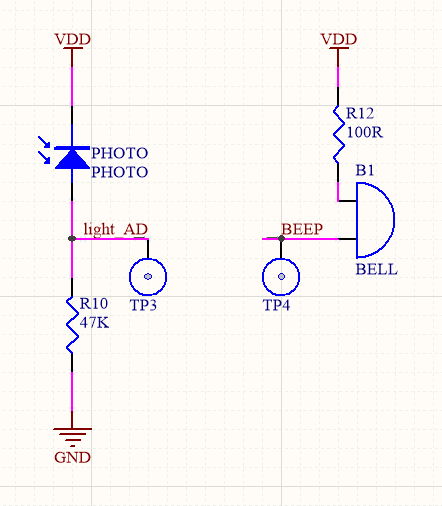 VDD
VDD
R12
100R
PHOTO
PHOTO
B1
light_AD
BEEP
BELL
R10
47K
TP3
TP4
GND